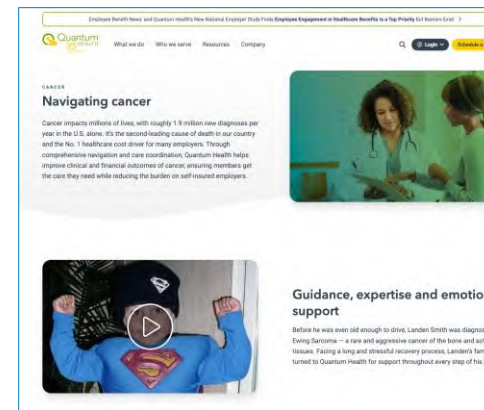 Employee Benefit News and Quantum Health's New National Employer Study Finds Employee Engagement in Healthcare Benefits Is a Top Priority But Barriers Exist >
Quantum HEALTH What we do Who we serve Resources Company Login Schedule a
CANCER
Navigating cancer
Cancer impacts millions of lives, with roughly 1.9 million new diagnoses per
year in the U.S. alone. It's the second-leading cause of death in our country
and the No. 1 healthcare cost driver for many employers. Through
comprehensive navigation and care coordination, Quantum Health helps
improve clinical and financial outcomes of cancer, ensuring members get
the care they need while reducing the burden on self-insured employers.
Guidance, expertise and emotio
support
Before he was even old enough to drive, Landen Smith was diagnos
Ewing Sarcoma — a rare and aggressive cancer of the bone and sof
tissues. Facing a long and stressful recovery process, Landen's fam
turned to Quantum Health for support throughout every step of his